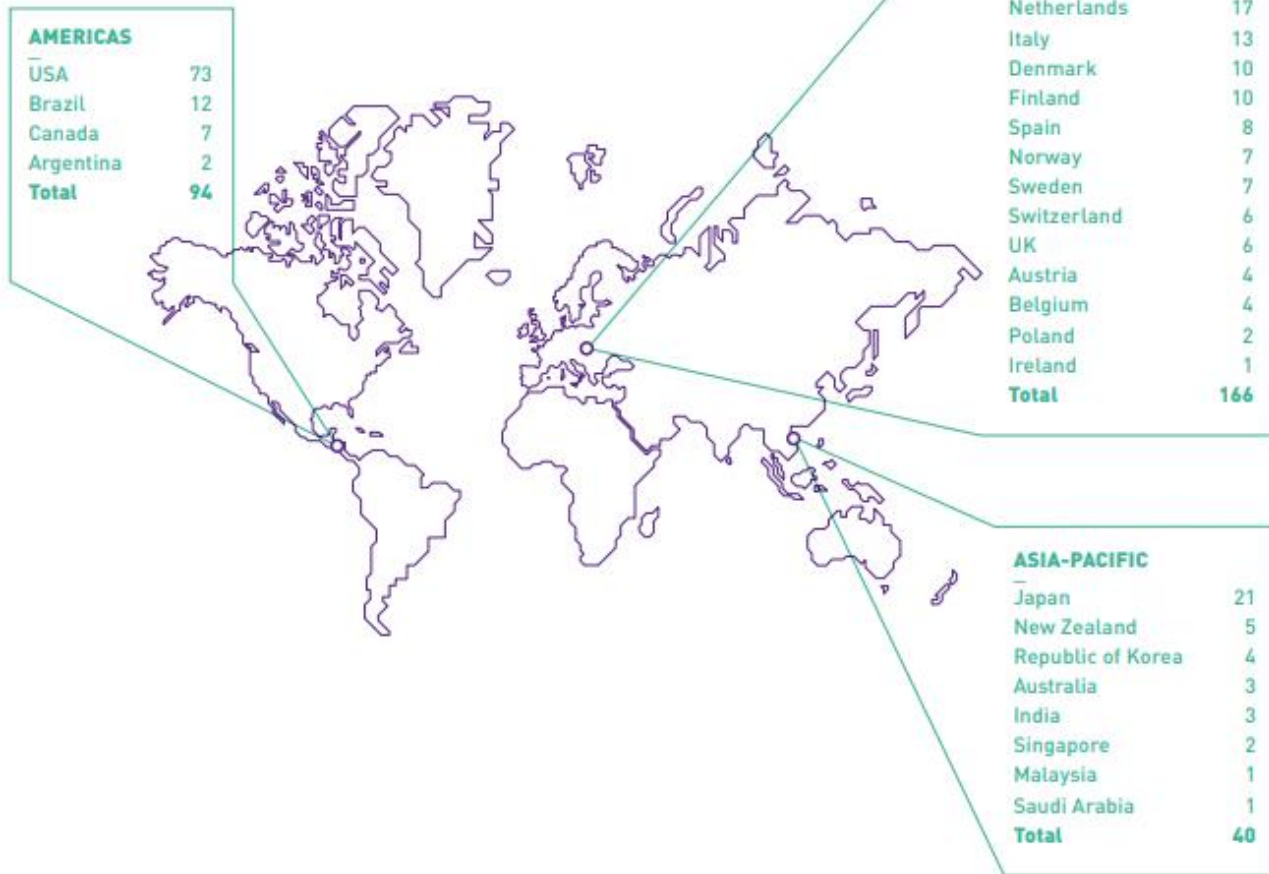 AMERICAS
USA 73
Brazil 12
Canada 7
Argentina 2
Total 94
Netherlands 17
Italy 13
Denmark 10
Finland 10
Spain 8
Norway 7
Sweden 7
Switzerland 6
UK 6
Austria 4
Belgium 4
Poland 2
Ireland 1
Total 166
ASIA-PACIFIC
Japan 21
New Zealand 5
Republic of Korea 4
Australia 3
India 3
Singapore 2
Malaysia 1
Saudi Arabia 1
Total 40